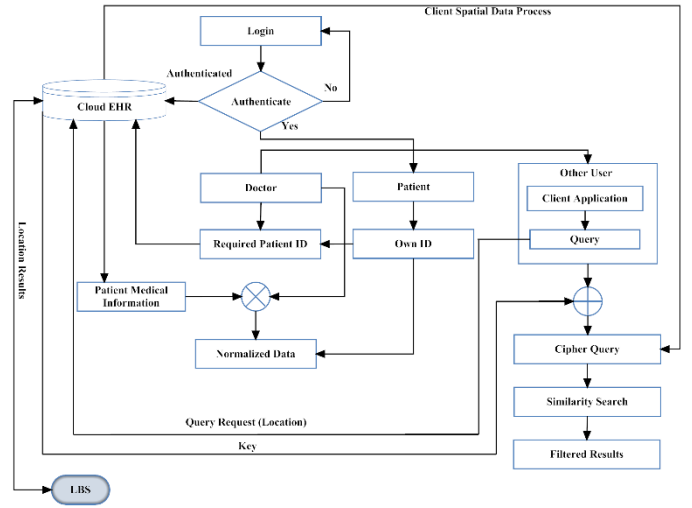 Client Spatial Data Process
Login
Authenticated
No
Authenticate
Cloud EHR
Yes
Other User
Doctor
Patient
Client Application
Required Patient ID
Own ID
Query
Location Results
Patient Medical
Information
Normalized Data
Cipher Query
Similarity Search
Query Request (Location)
Key
Filtered Results
LBS